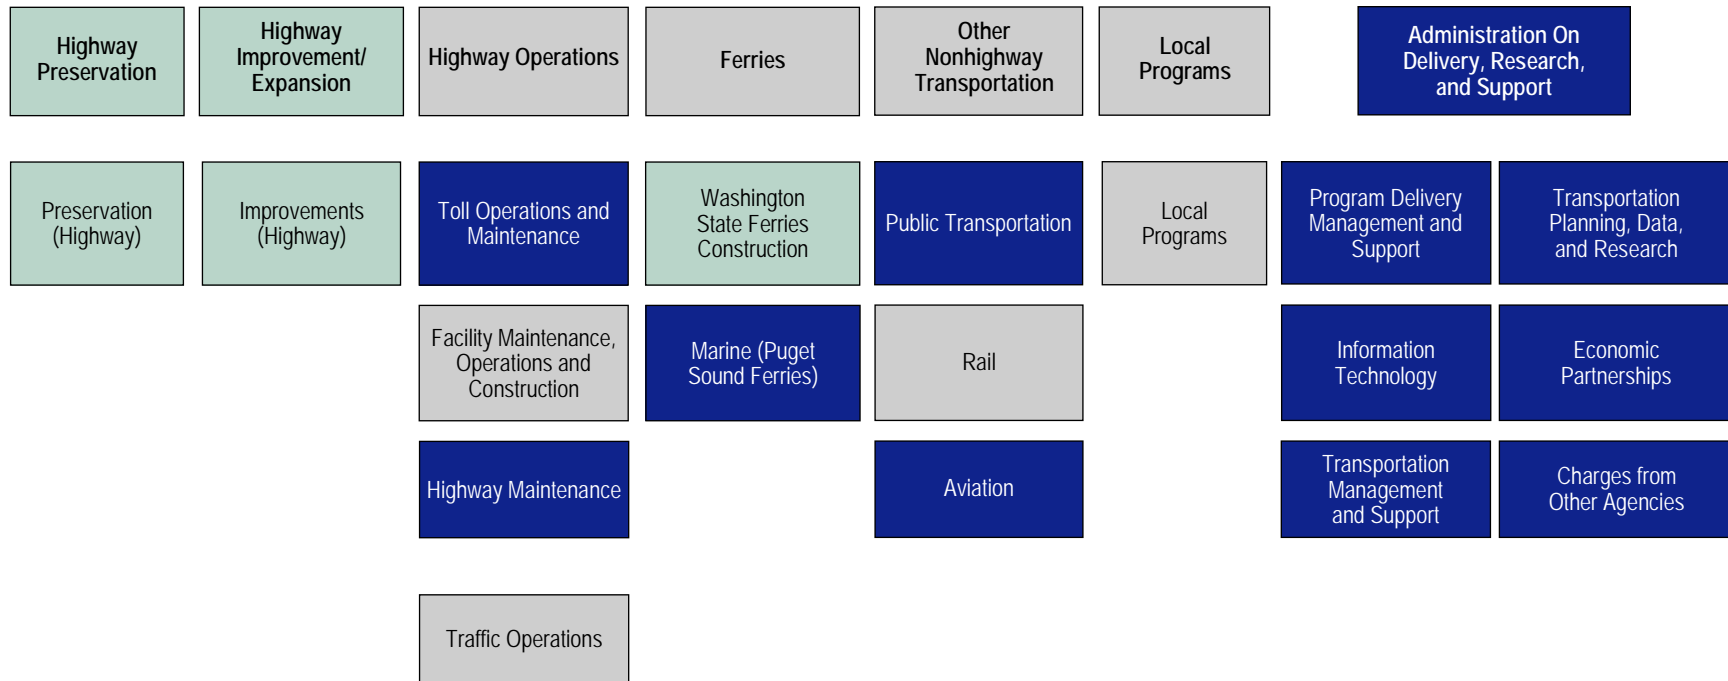 Highway
Preservation
Highway
Improvement/
Expansion
Highway Operations
Ferries
Other
Nonhighway
Transportation
Local
Programs
Administration On
Delivery, Research,
and Support
Preservation
(Highway)
Improvements
(Highway)
Toll Operations and
Maintenance
Washington
State Ferries
Construction
Public Transportation
Local
Programs
Program Delivery
Management and
Support
Transportation
Planning, Data,
and Research
Facility Maintenance,
Operations and
Construction
Marine (Puget
Sound Ferries)
Rail
Information
Technology
Economic
Partnerships
Highway Maintenance
Aviation
Transportation
Management
and Support
Charges from
Other Agencies
Traffic Operations